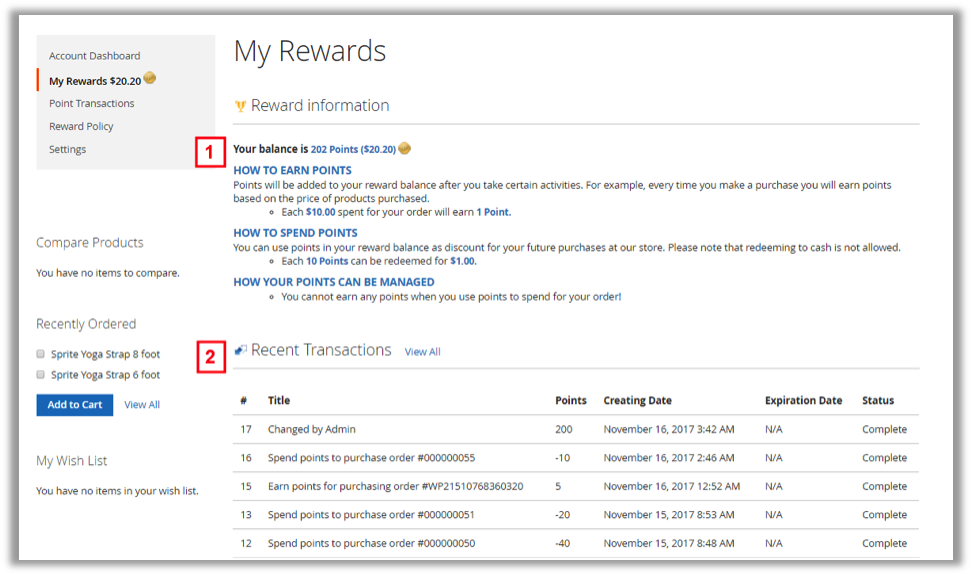 My Rewards
Account Dashboard
My Rewards $20.20
Point Transactions
Reward Policy
Settings
Reward information
1
Your balance is 202 Points ($20.20)
HOW TO EARN POINTS
Points will be added to your reward balance after you take certain activities. For example, every time you make a purchase you will earn points
based on the price of products purchased.
Each $10.00 spent for your order will earn 1 Point.
HOW TO SPEND POINTS
You can use points in your reward balance as discount for your future purchases at our store. Please note that redeeming to cash is not allowed.
Each 10 Points can be redeemed for $1.00.
HOW YOUR POINTS CAN BE MANAGED
You cannot earn any points when you use points to spend for your order!
Compare Products
You have no items to compare.
Recently Ordered
Sprite Yoga Strap 8 foot
Sprite Yoga Strap 6 foot
Add to Cart View All
My Wish List
You have no items in your wish list.
2
Recent Transactions View All
# Title Points Creating Date Expiration Date Status
17 Changed by Admin 200 November 16, 2017 3:42 AM N/A Complete
16 Spend points to purchase order #000000055 -10 November 16, 2017 2:46 AM N/A Complete
15 Earn points for purchasing order #WP21510768360320 5 November 16, 2017 12:52 AM N/A Complete
13 Spend points to purchase order #000000051 -20 November 15, 2017 8:53 AM N/A Complete
12 Spend points to purchase order #000000050 -40 November 15, 2017 8:48 AM N/A Complete